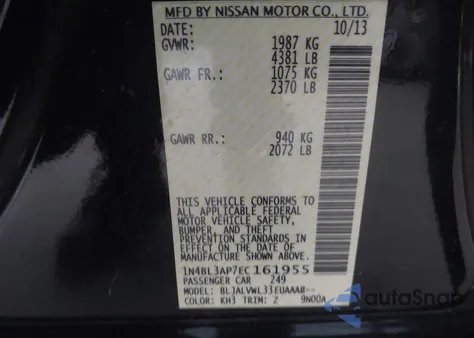 MFD BY NISSAN MOTOR CO., LTD.
DATE: 10/13
GVWR: 1987 KG
4381 LB
GAWR FR.: 1075 KG
2370 LB
GAWR RR.: 940 KG
2072 LB
THIS VEHICLE CONFORMS TO
ALL APPLICABLE FEDERAL
MOTOR VEHICLE SAFETY,
BUMPER, AND THEFT
PREVENTION STANDARDS IN
EFFECT ON THE DATE OF
MANUFACTURE SHOWN ABOVE.
1N4BL3AP7EC161955
PASSENGER CAR 249
MODEL: BLJALVWL33EUAAAB--
COLOR: KH3 TRIM: Z 9N00A
AutoSnap